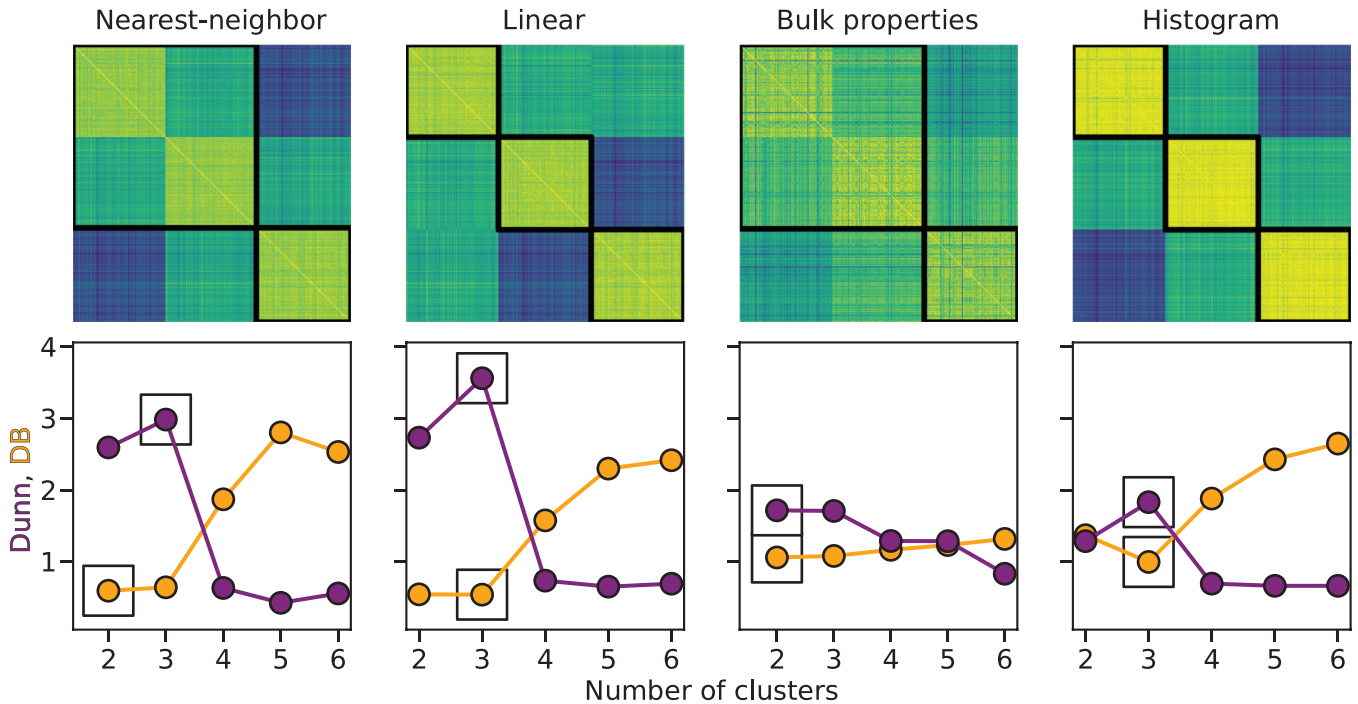 Nearest-neighbor Linear Bulk properties Histogram
4
3
2
1
Dunn, DB
2 3 4 5 6 2 3 4 5 6 2 3 4 5 6 2 3 4 5 6
Number of clusters